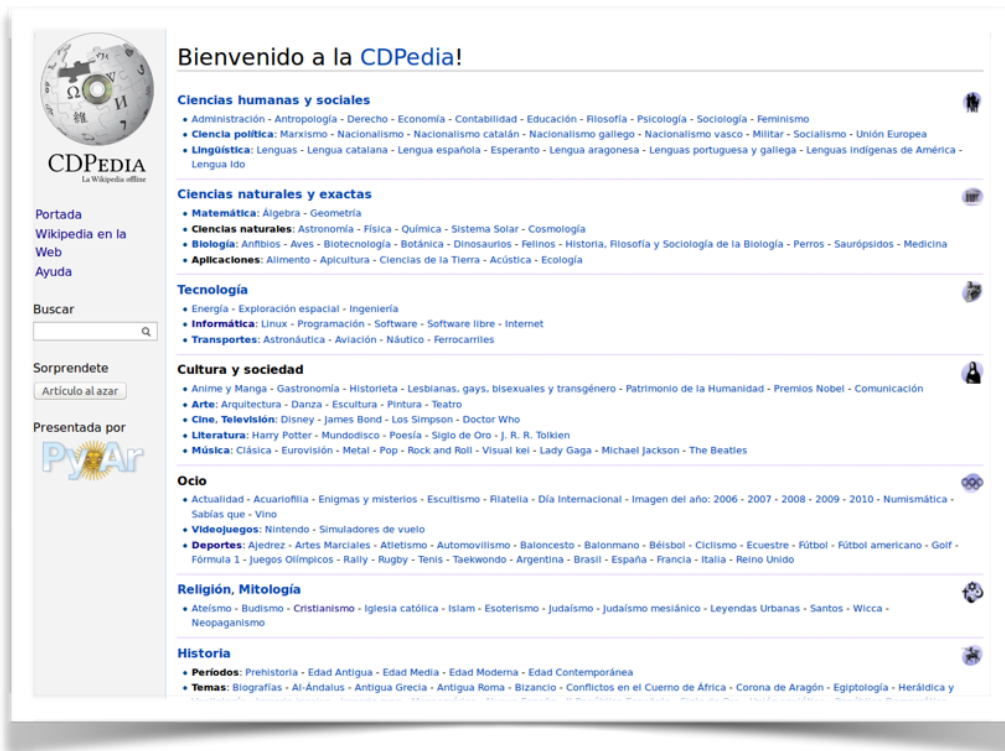 Ω
W
И
維
7
CDPEDIA
La Wikipedia offline
Portada
Wikipedia en la
Web
Ayuda
Buscar
Sorprendete
Artículo al azar
Presentada por
PyAr
Bienvenido a la CDPedia!
Ciencias humanas y sociales
• Administración - Antropología - Derecho - Economía - Contabilidad - Educación - Filosofía - Psicología - Sociología - Feminismo
• Ciencia política: Marxismo - Nacionalismo - Nacionalismo catalán - Nacionalismo gallego - Nacionalismo vasco - Militar - Socialismo - Unión Europea
• Lingüística: Lenguas - Lengua catalana - Lengua española - Esperanto - Lengua aragonesa - Lenguas portuguesa y gallega - Lenguas indígenas de América -
Lengua Ido
Ciencias naturales y exactas
• Matemática: Álgebra - Geometría
• Ciencias naturales: Astronomía - Física - Química - Sistema Solar - Cosmología
• Biología: Anfibios - Aves - Biotecnología - Botánica - Dinosaurios - Felinos - Historia, Filosofía y Sociología de la Biología - Perros - Saurópsidos - Medicina
• Aplicaciones: Alimento - Apicultura - Ciencias de la Tierra - Acústica - Ecología
Tecnología
• Energía - Exploración espacial - Ingeniería
• Informática: Linux - Programación - Software - Software libre - Internet
• Transportes: Astronáutica - Aviación - Náutico - Ferrocarriles
Cultura y sociedad
• Anime y Manga - Gastronomía - Historieta - Lesbianas, gays, bisexuales y transgénero - Patrimonio de la Humanidad - Premios Nobel - Comunicación
• Arte: Arquitectura - Danza - Escultura - Pintura - Teatro
• Cine, Televisión: Disney - James Bond - Los Simpson - Doctor Who
• Literatura: Harry Potter - Mundodisco - Poesía - Siglo de Oro - J. R. R. Tolkien
• Música: Clásica - Eurovisión - Metal - Pop - Rock and Roll - Visual kei - Lady Gaga - Michael Jackson - The Beatles
Ocio
• Actualidad - Acuariofilia - Enigmas y misterios - Escultismo - Filatelia - Día Internacional - Imagen del año: 2006 - 2007 - 2008 - 2009 - 2010 - Numismática -
Sabías que - Vino
• Videojuegos: Nintendo - Simuladores de vuelo
• Deportes: Ajedrez - Artes Marciales - Atletismo - Automovilismo - Baloncesto - Balonmano - Béisbol - Ciclismo - Ecuestre - Fútbol - Fútbol americano - Golf -
Fórmula 1 - Juegos Olímpicos - Rally - Rugby - Tenis - Taekwondo - Argentina - Brasil - España - Francia - Italia - Reino Unido
Religión, Mitología
• Ateísmo - Budismo - Cristianismo - Iglesia católica - Islam - Esoterismo - Judaísmo - Judaísmo mesiánico - Leyendas Urbanas - Santos - Wicca -
Neopaganismo
Historia
• Períodos: Prehistoria - Edad Antigua - Edad Media - Edad Moderna - Edad Contemporánea
• Temas: Biografías - Al-Ándalus - Antigua Grecia - Antigua Roma - Bizancio - Conflictos en el Cuerno de África - Corona de Aragón - Egiptología - Heráldica y